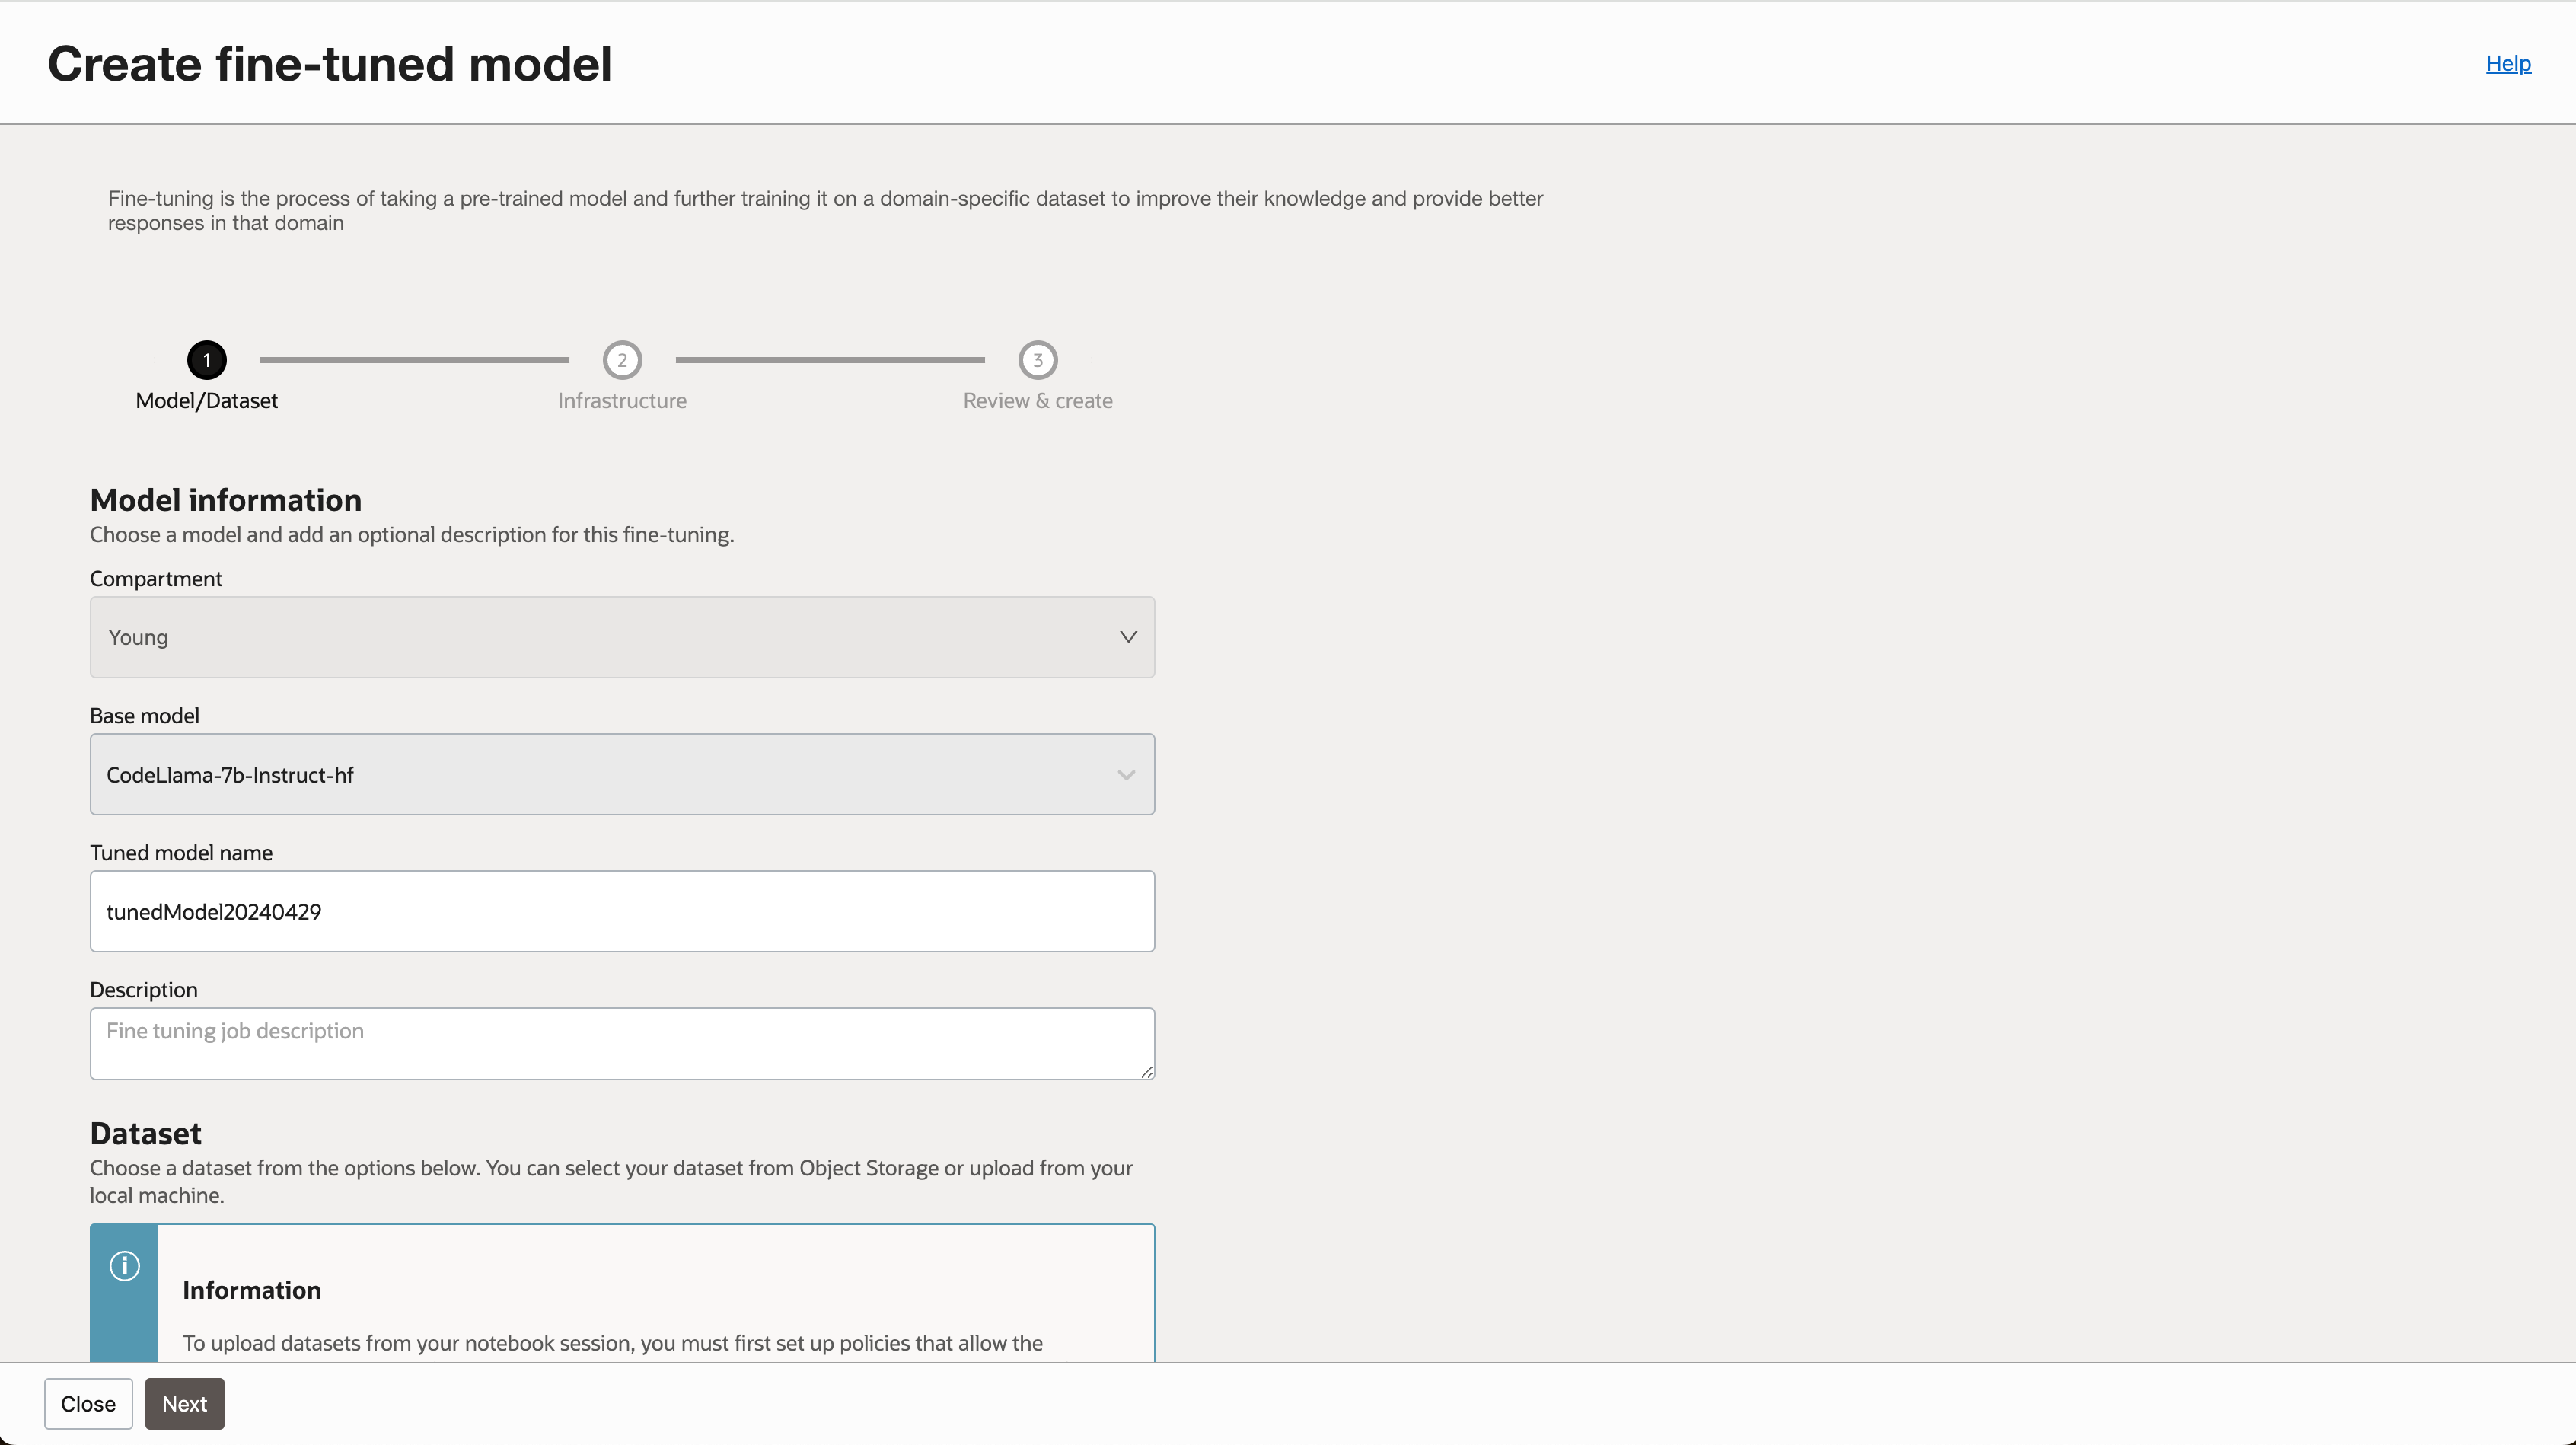 Create fine-tuned model
Help
Fine-tuning is the process of taking a pre-trained model and further training it on a domain-specific dataset to improve their knowledge and provide better
responses in that domain
1
2
3
Model/Dataset
Infrastructure
Review & create
Model information
Choose a model and add an optional description for this fine-tuning.
Compartment
Young
Base model
CodeLlama-7b-Instruct-hf
Tuned model name
tunedModel20240429
Description
Fine tuning job description
Dataset
Choose a dataset from the options below. You can select your dataset from Object Storage or upload from your
local machine.
Information
To upload datasets from your notebook session, you must first set up policies that allow the
Close
Next